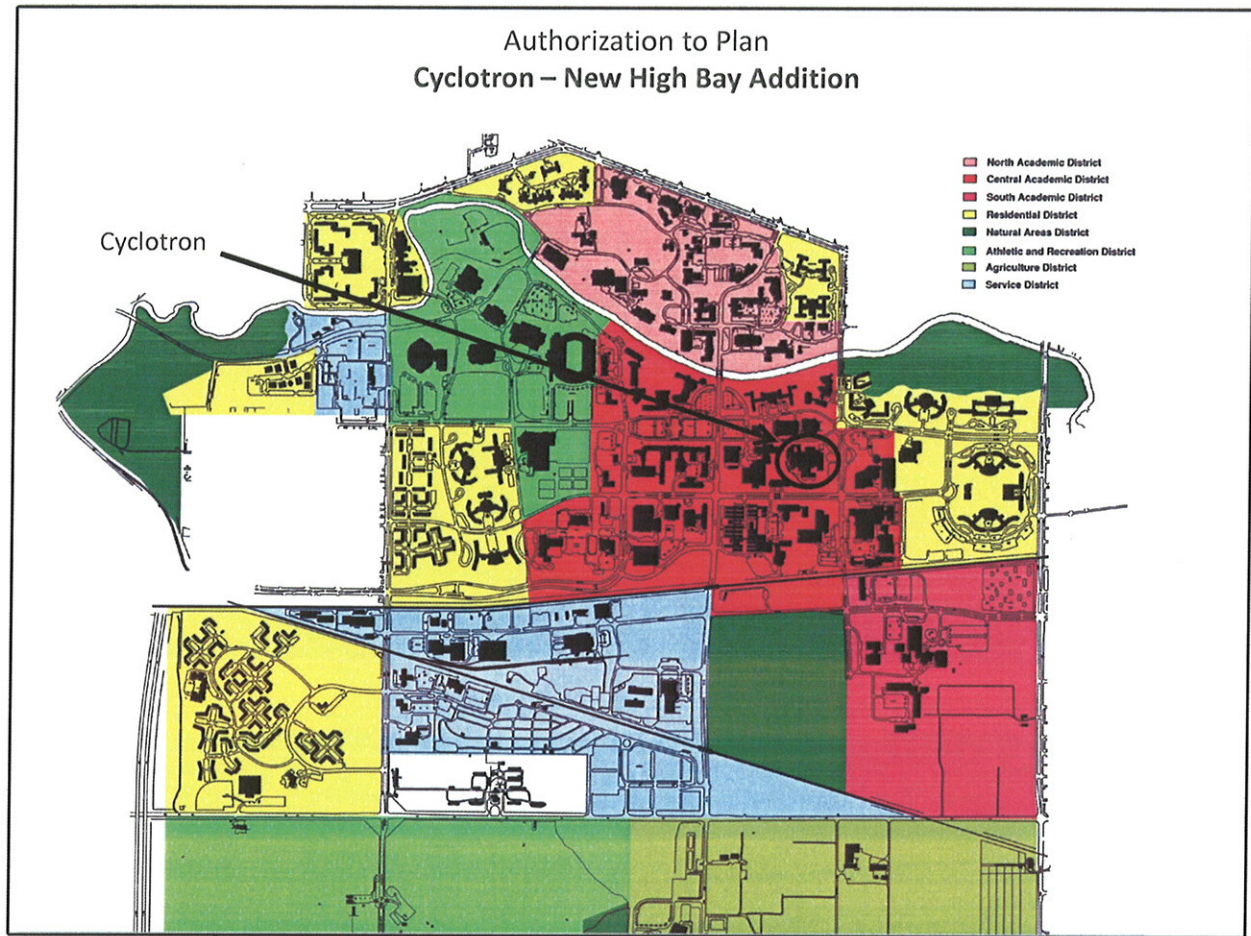 Authorization to Plan
Cyclotron – New High Bay Addition
North Academic District
Central Academic District
South Academic District
Residential District
Natural Areas District
Athletic and Recreation District
Agriculture District
Service District
Cyclotron